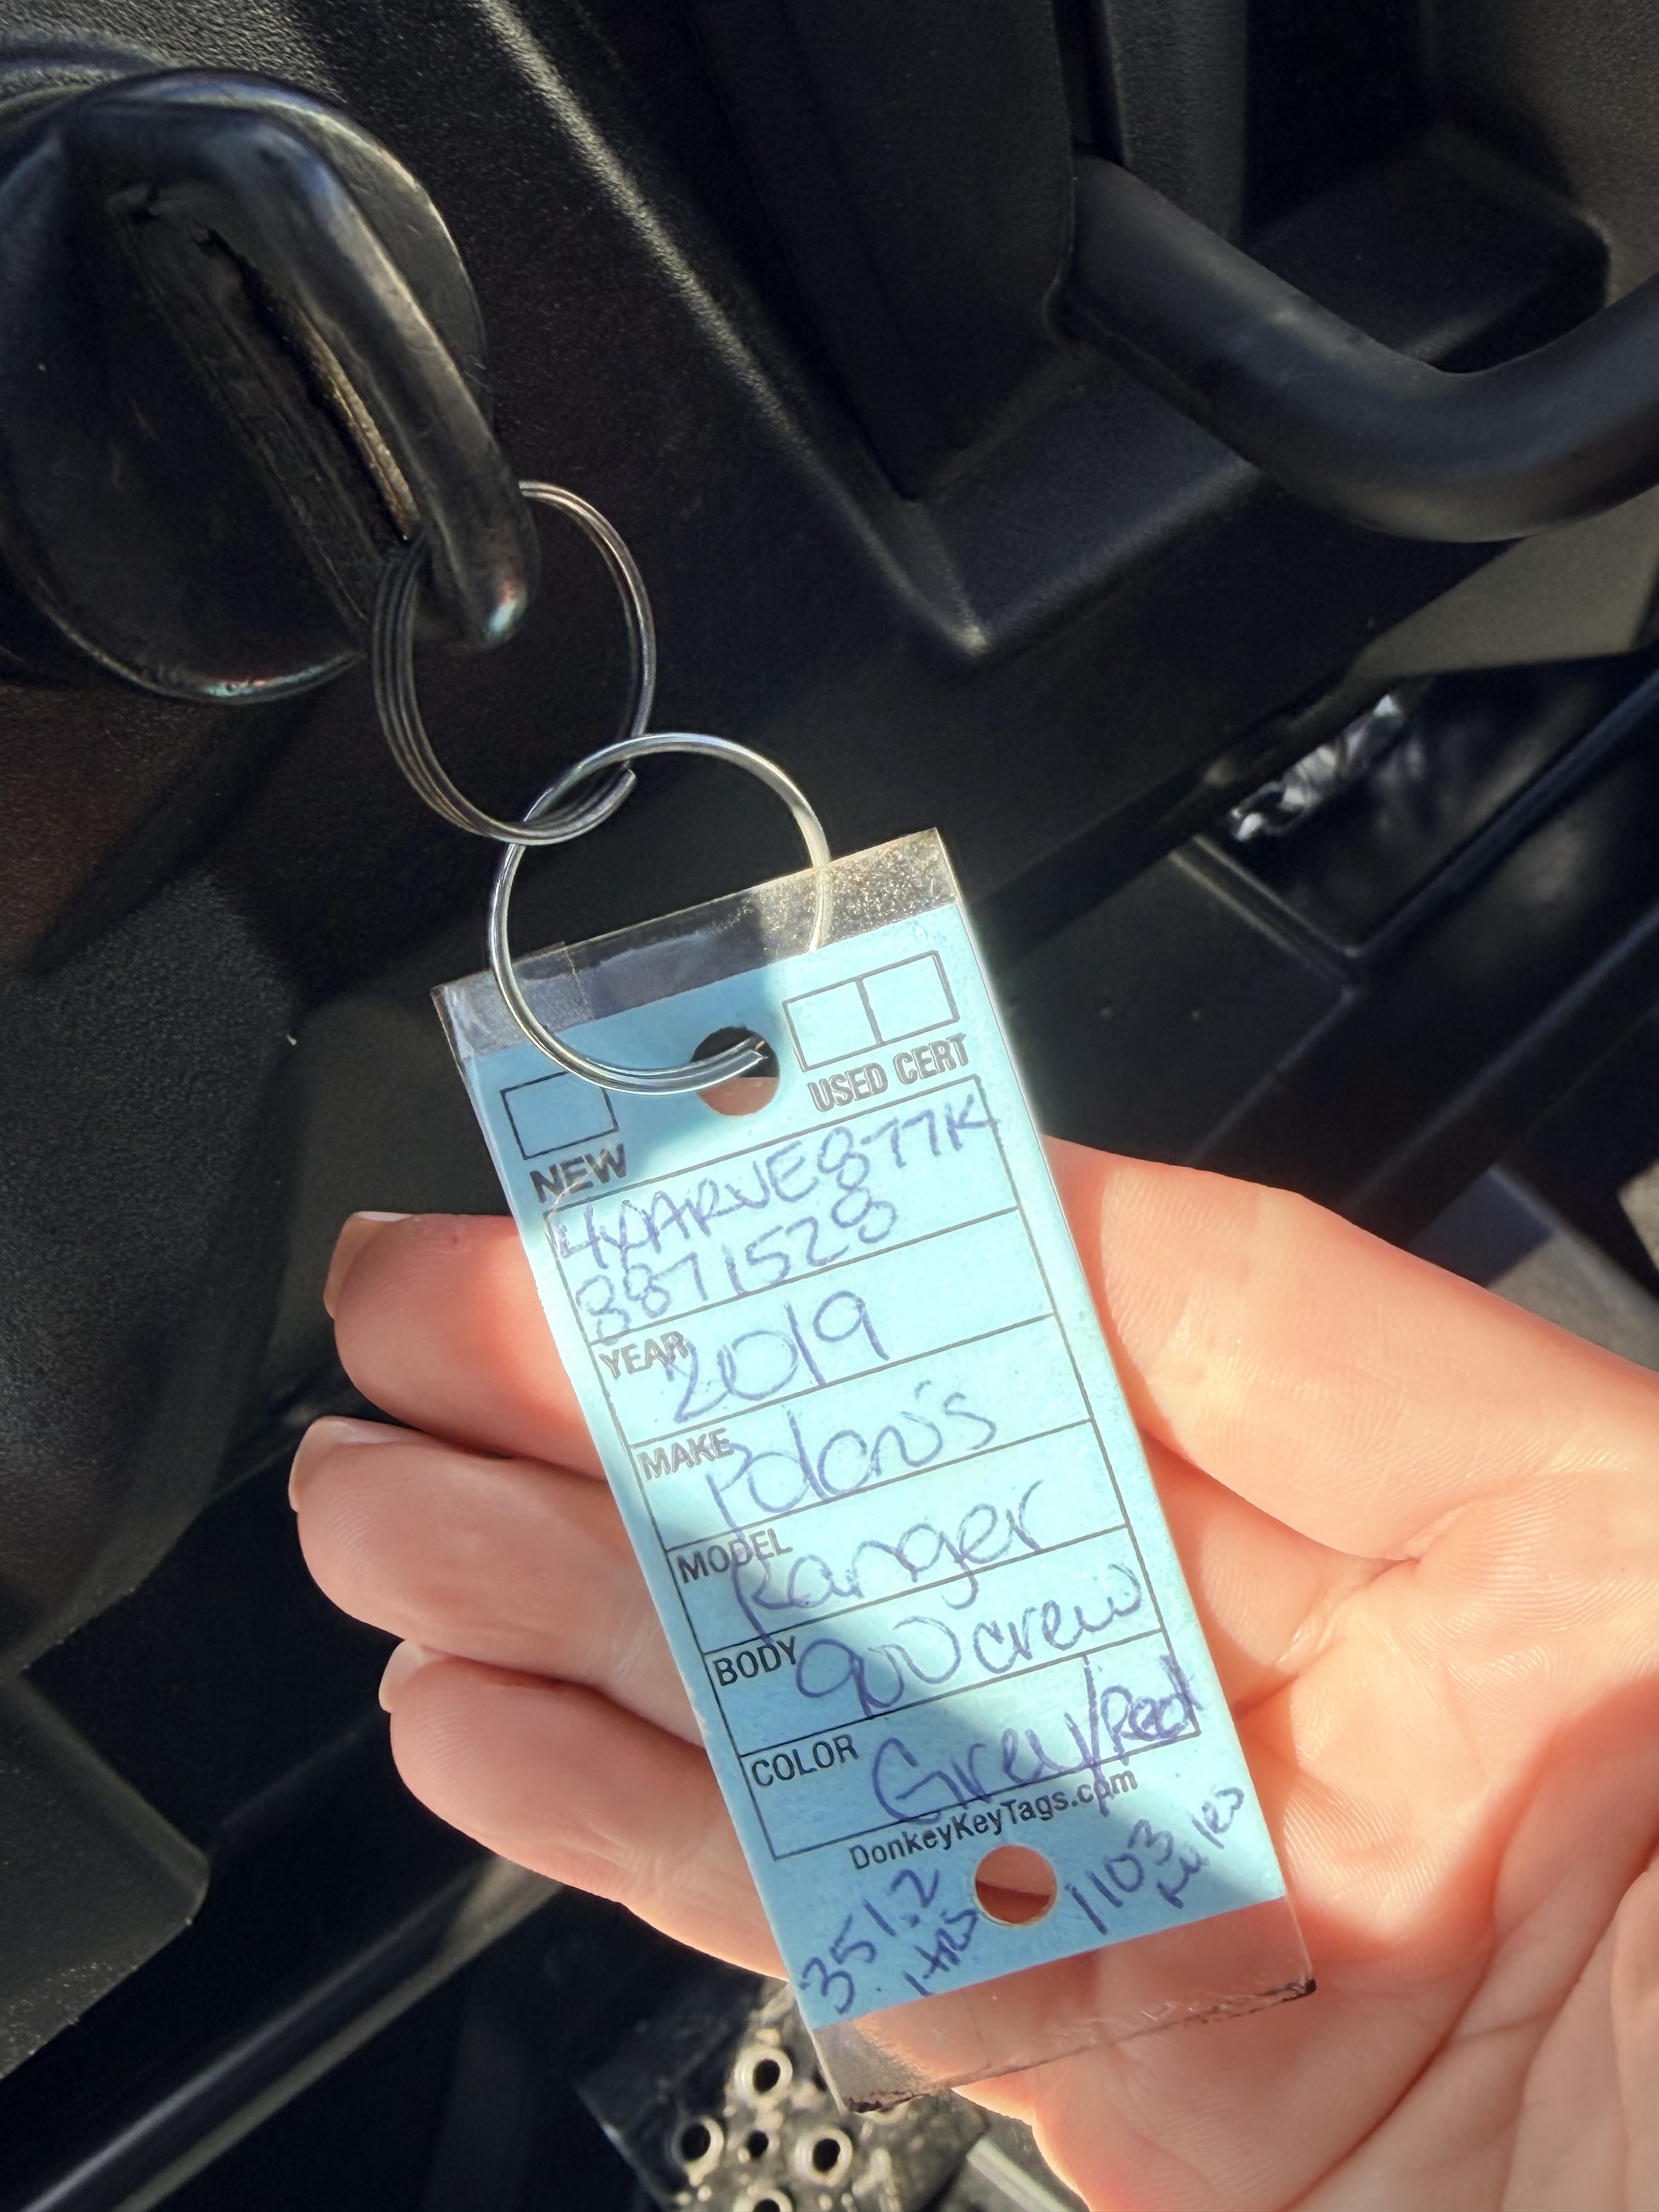 NEW
USED CERT
4XARVE877K
8871528
YEAR 2019
MAKE Polaris
MODEL Ranger
BODY 900 crew
COLOR Grey/Red
DonkeyKeyTags.com
351.2
HRS
1103
Miles